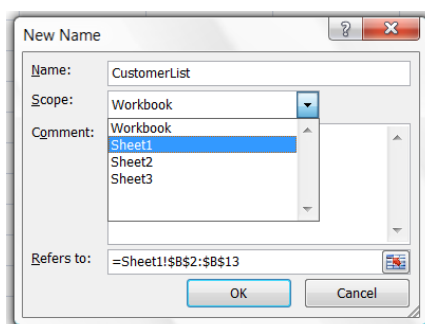 New Name
?
X
Name: CustomerList
Scope: Workbook
Comment: Workbook
Sheet1
Sheet2
Sheet3
Refers to: =Sheet1!$B$2:$B$13
OK Cancel